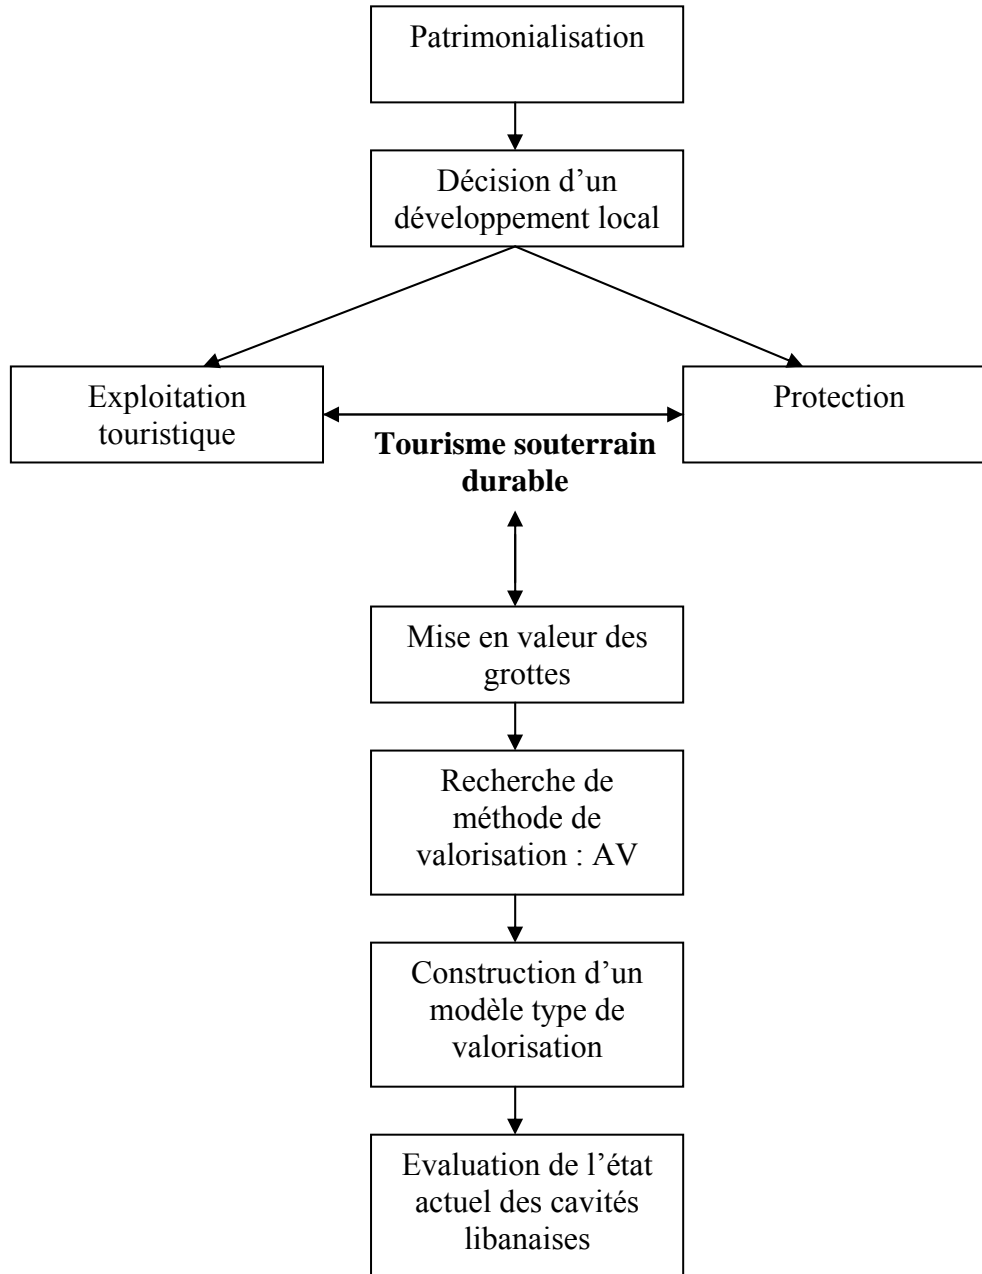 Patrimonialisation
Décision d’un
développement local
Exploitation
touristique
Protection
Tourisme souterrain
durable
Mise en valeur des
grottes
Recherche de
méthode de
valorisation : AV
Construction d’un
modèle type de
valorisation
Evaluation de l’état
actuel des cavités
libanaises